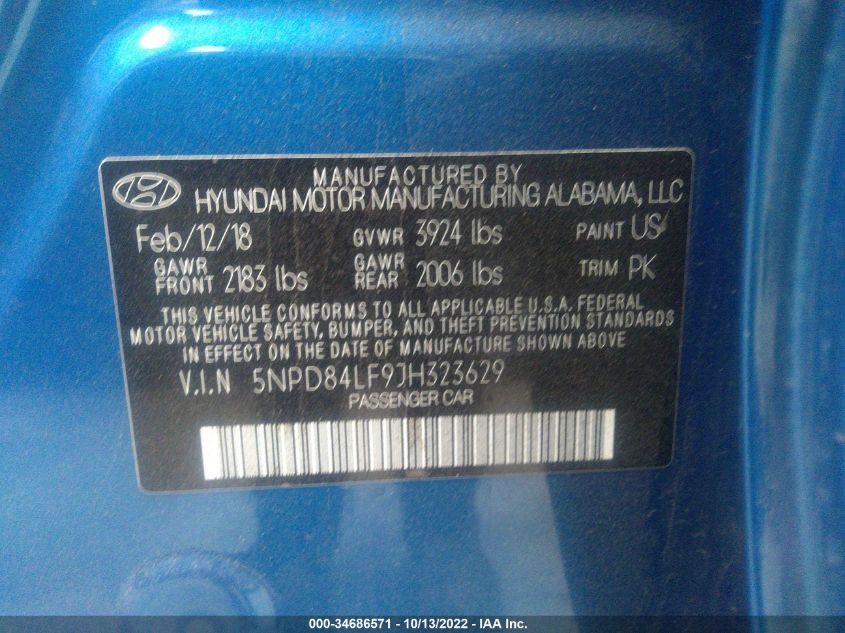 MANUFACTURED BY
HYUNDAI MOTOR MANUFACTURING ALABAMA, LLC
Feb/12/18 GVWR 3924 lbs PAINT US
GAWR FRONT 2183 lbs GAWR REAR 2006 lbs TRIM PK
THIS VEHICLE CONFORMS TO ALL APPLICABLE U.S.A. FEDERAL
MOTOR VEHICLE SAFETY, BUMPER, AND THEFT PREVENTION STANDARDS
IN EFFECT ON THE DATE OF MANUFACTURE SHOWN ABOVE
V.I.N 5NPD84LF9JH323629
PASSENGER CAR
000-34686571 - 10/13/2022 - IAA Inc.